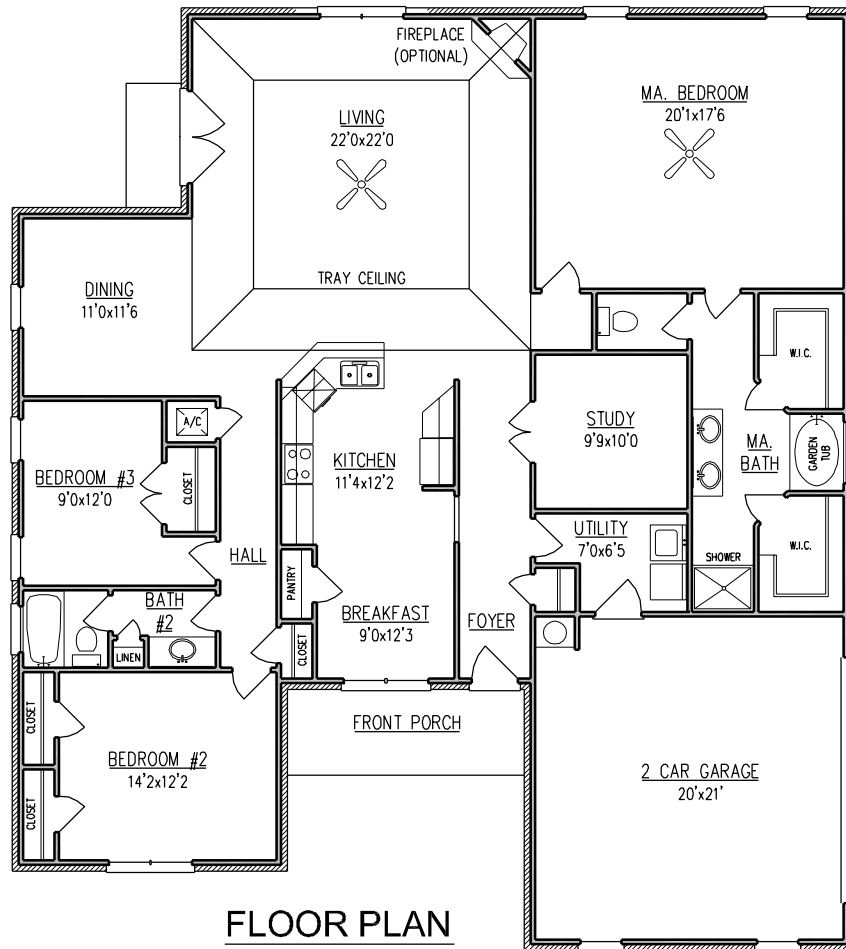 FIREPLACE
(OPTIONAL)
LIVING
22'0x22'0
MA. BEDROOM
20'1x17'6
TRAY CEILING
DINING
11'0x11'6
W.I.C.
A/C
STUDY
9'9x10'0
MA.
BATH
GARDEN
TUB
KITCHEN
11'4x12'2
BEDROOM #3
9'0x12'0
CLOSET
UTILITY
7'0x6'5
W.I.C.
SHOWER
HALL
PANTRY
BATH
#2
BREAKFAST
9'0x12'3
FOYER
LINEN
CLOSET
CLOSET
FRONT PORCH
BEDROOM #2
14'2x12'2
2 CAR GARAGE
20'x21'
CLOSET
FLOOR PLAN